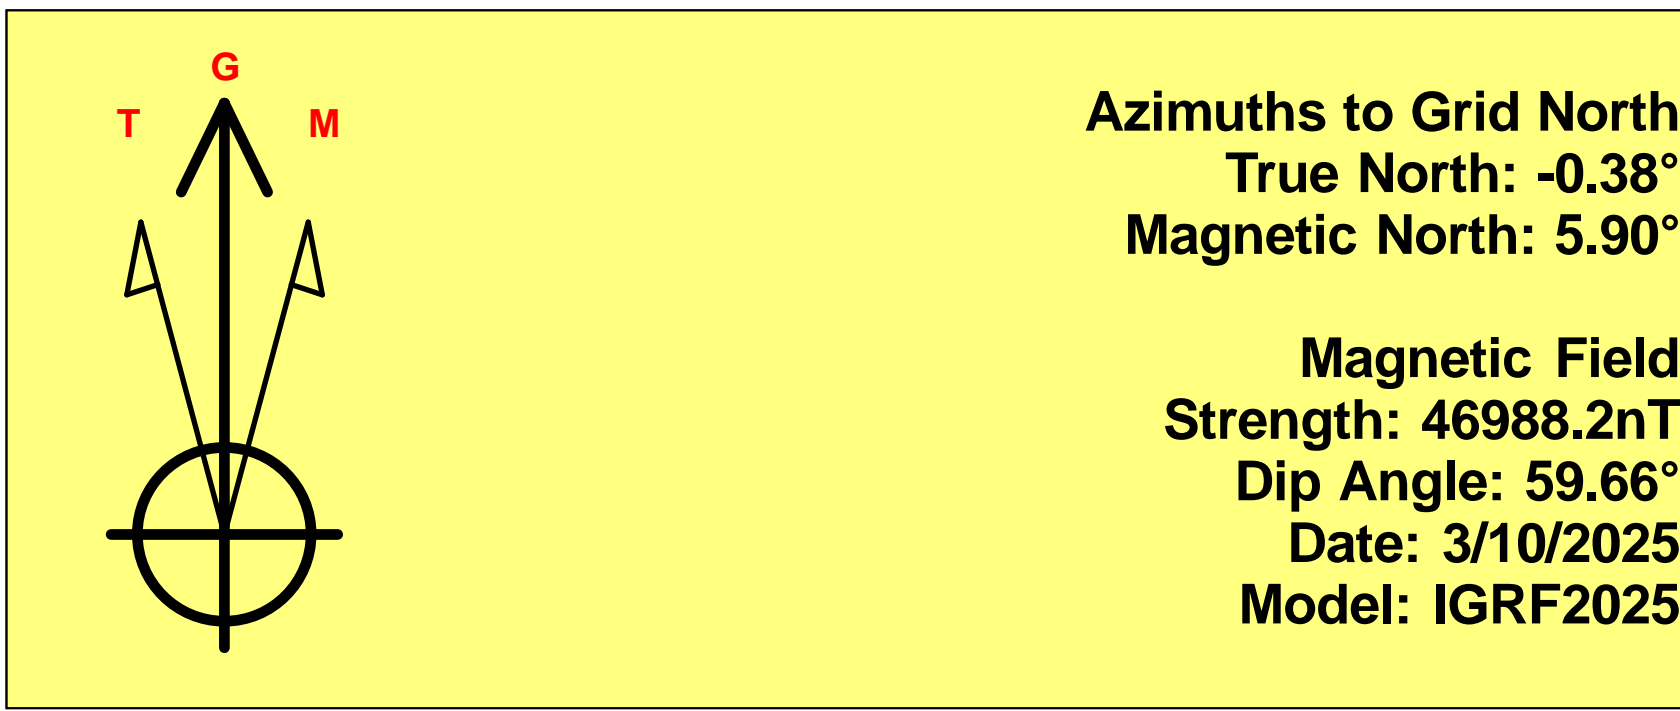 G
T M
Azimuths to Grid North
True North: -0.38°
Magnetic North: 5.90°
Magnetic Field
Strength: 46988.2nT
Dip Angle: 59.66°
Date: 3/10/2025
Model: IGRF2025